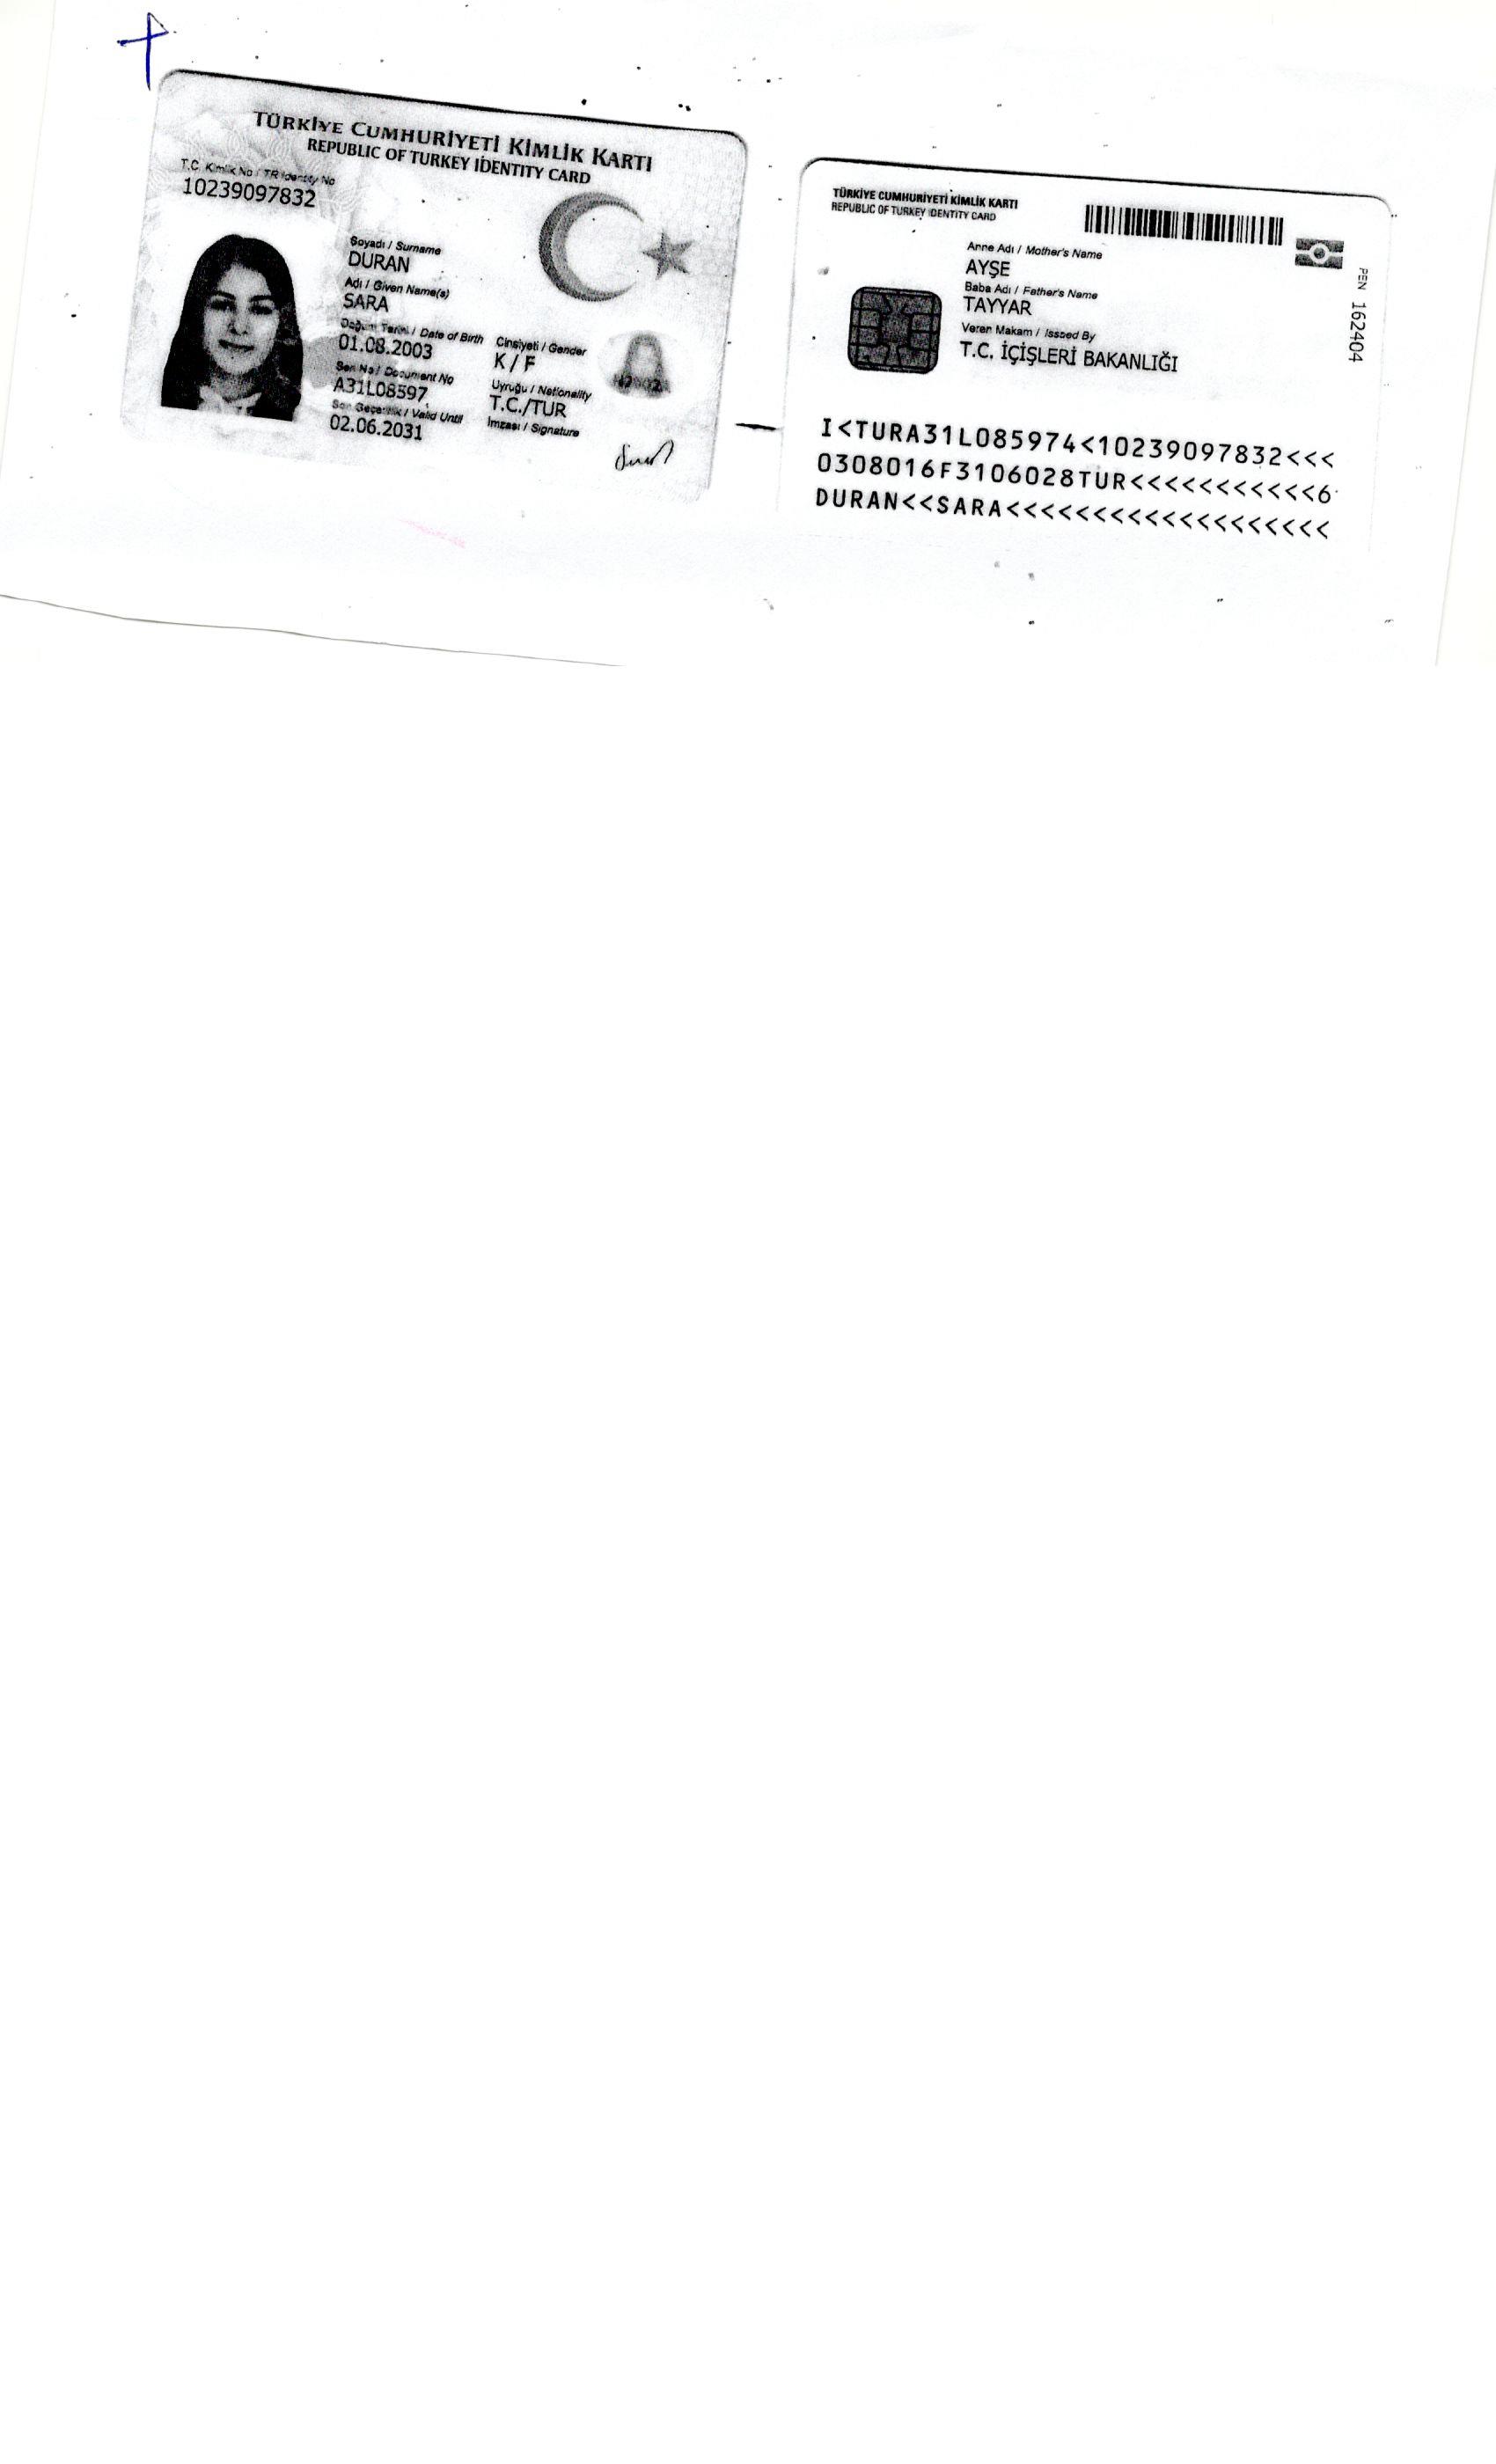 TÜRKİYE CUMHURİYETİ KİMLİK KARTI
REPUBLIC OF TURKEY IDENTITY CARD
T.C. Kimlik No / TR Identity No
10239097832
Soyadı / Surname
DURAN
Adı / Given Name(s)
SARA
Doğum Tarihi / Date of Birth
01.08.2003
Cinsiyeti / Gender
K / F
Seri No / Document No
A31L08597
Uyruğu / Nationality
T.C./TUR
Son Geçerlilik / Valid Until
02.06.2031
İmzası / Signature
TÜRKİYE CUMHURİYETİ KİMLİK KARTI
REPUBLIC OF TURKEY IDENTITY CARD
Anne Adı / Mother's Name
AYŞE
Baba Adı / Father's Name
TAYYAR
Veren Makam / Issued By
T.C. İÇİŞLERİ BAKANLIĞI
PEN 162404
I<TURA31L085974<10239097832<<<
0308016F3106028TUR<<<<<<<<<<<6
DURAN<<SARA<<<<<<<<<<<<<<<<<<<